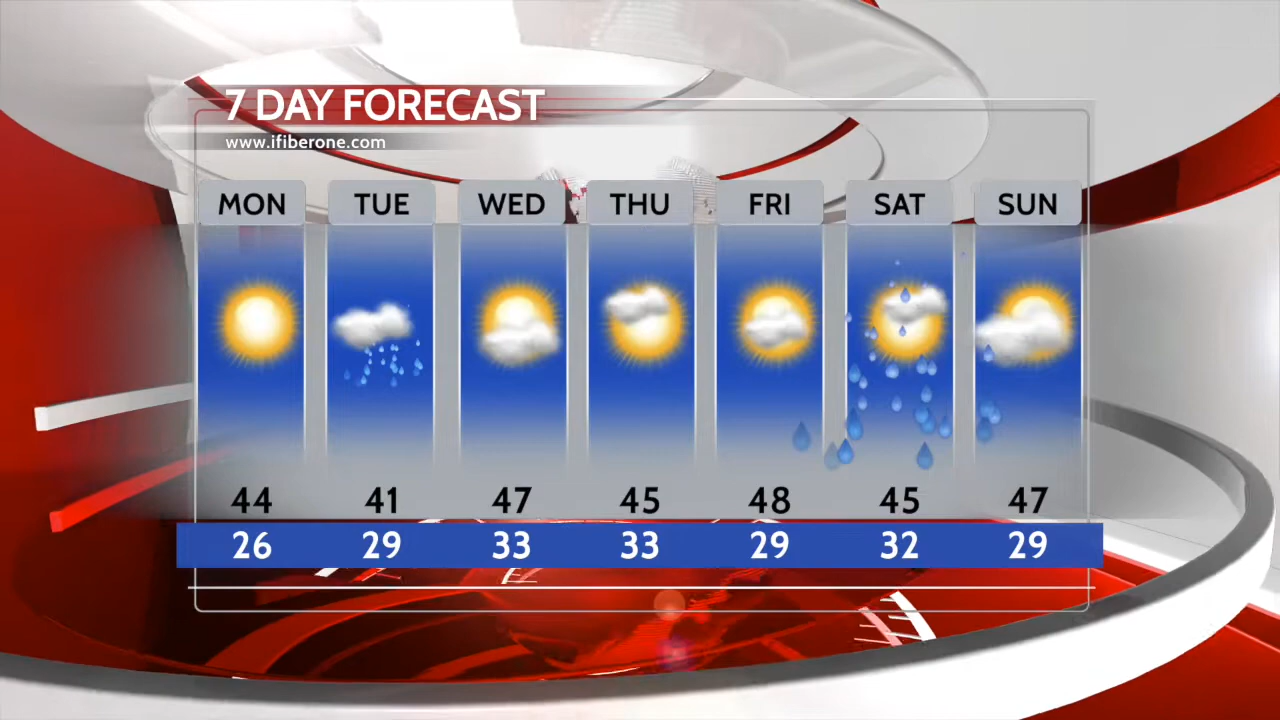 7 DAY FORECAST
www.ifiberone.com
MON TUE WED THU FRI SAT SUN
44 41 47 45 48 45 47
26 29 33 33 29 32 29